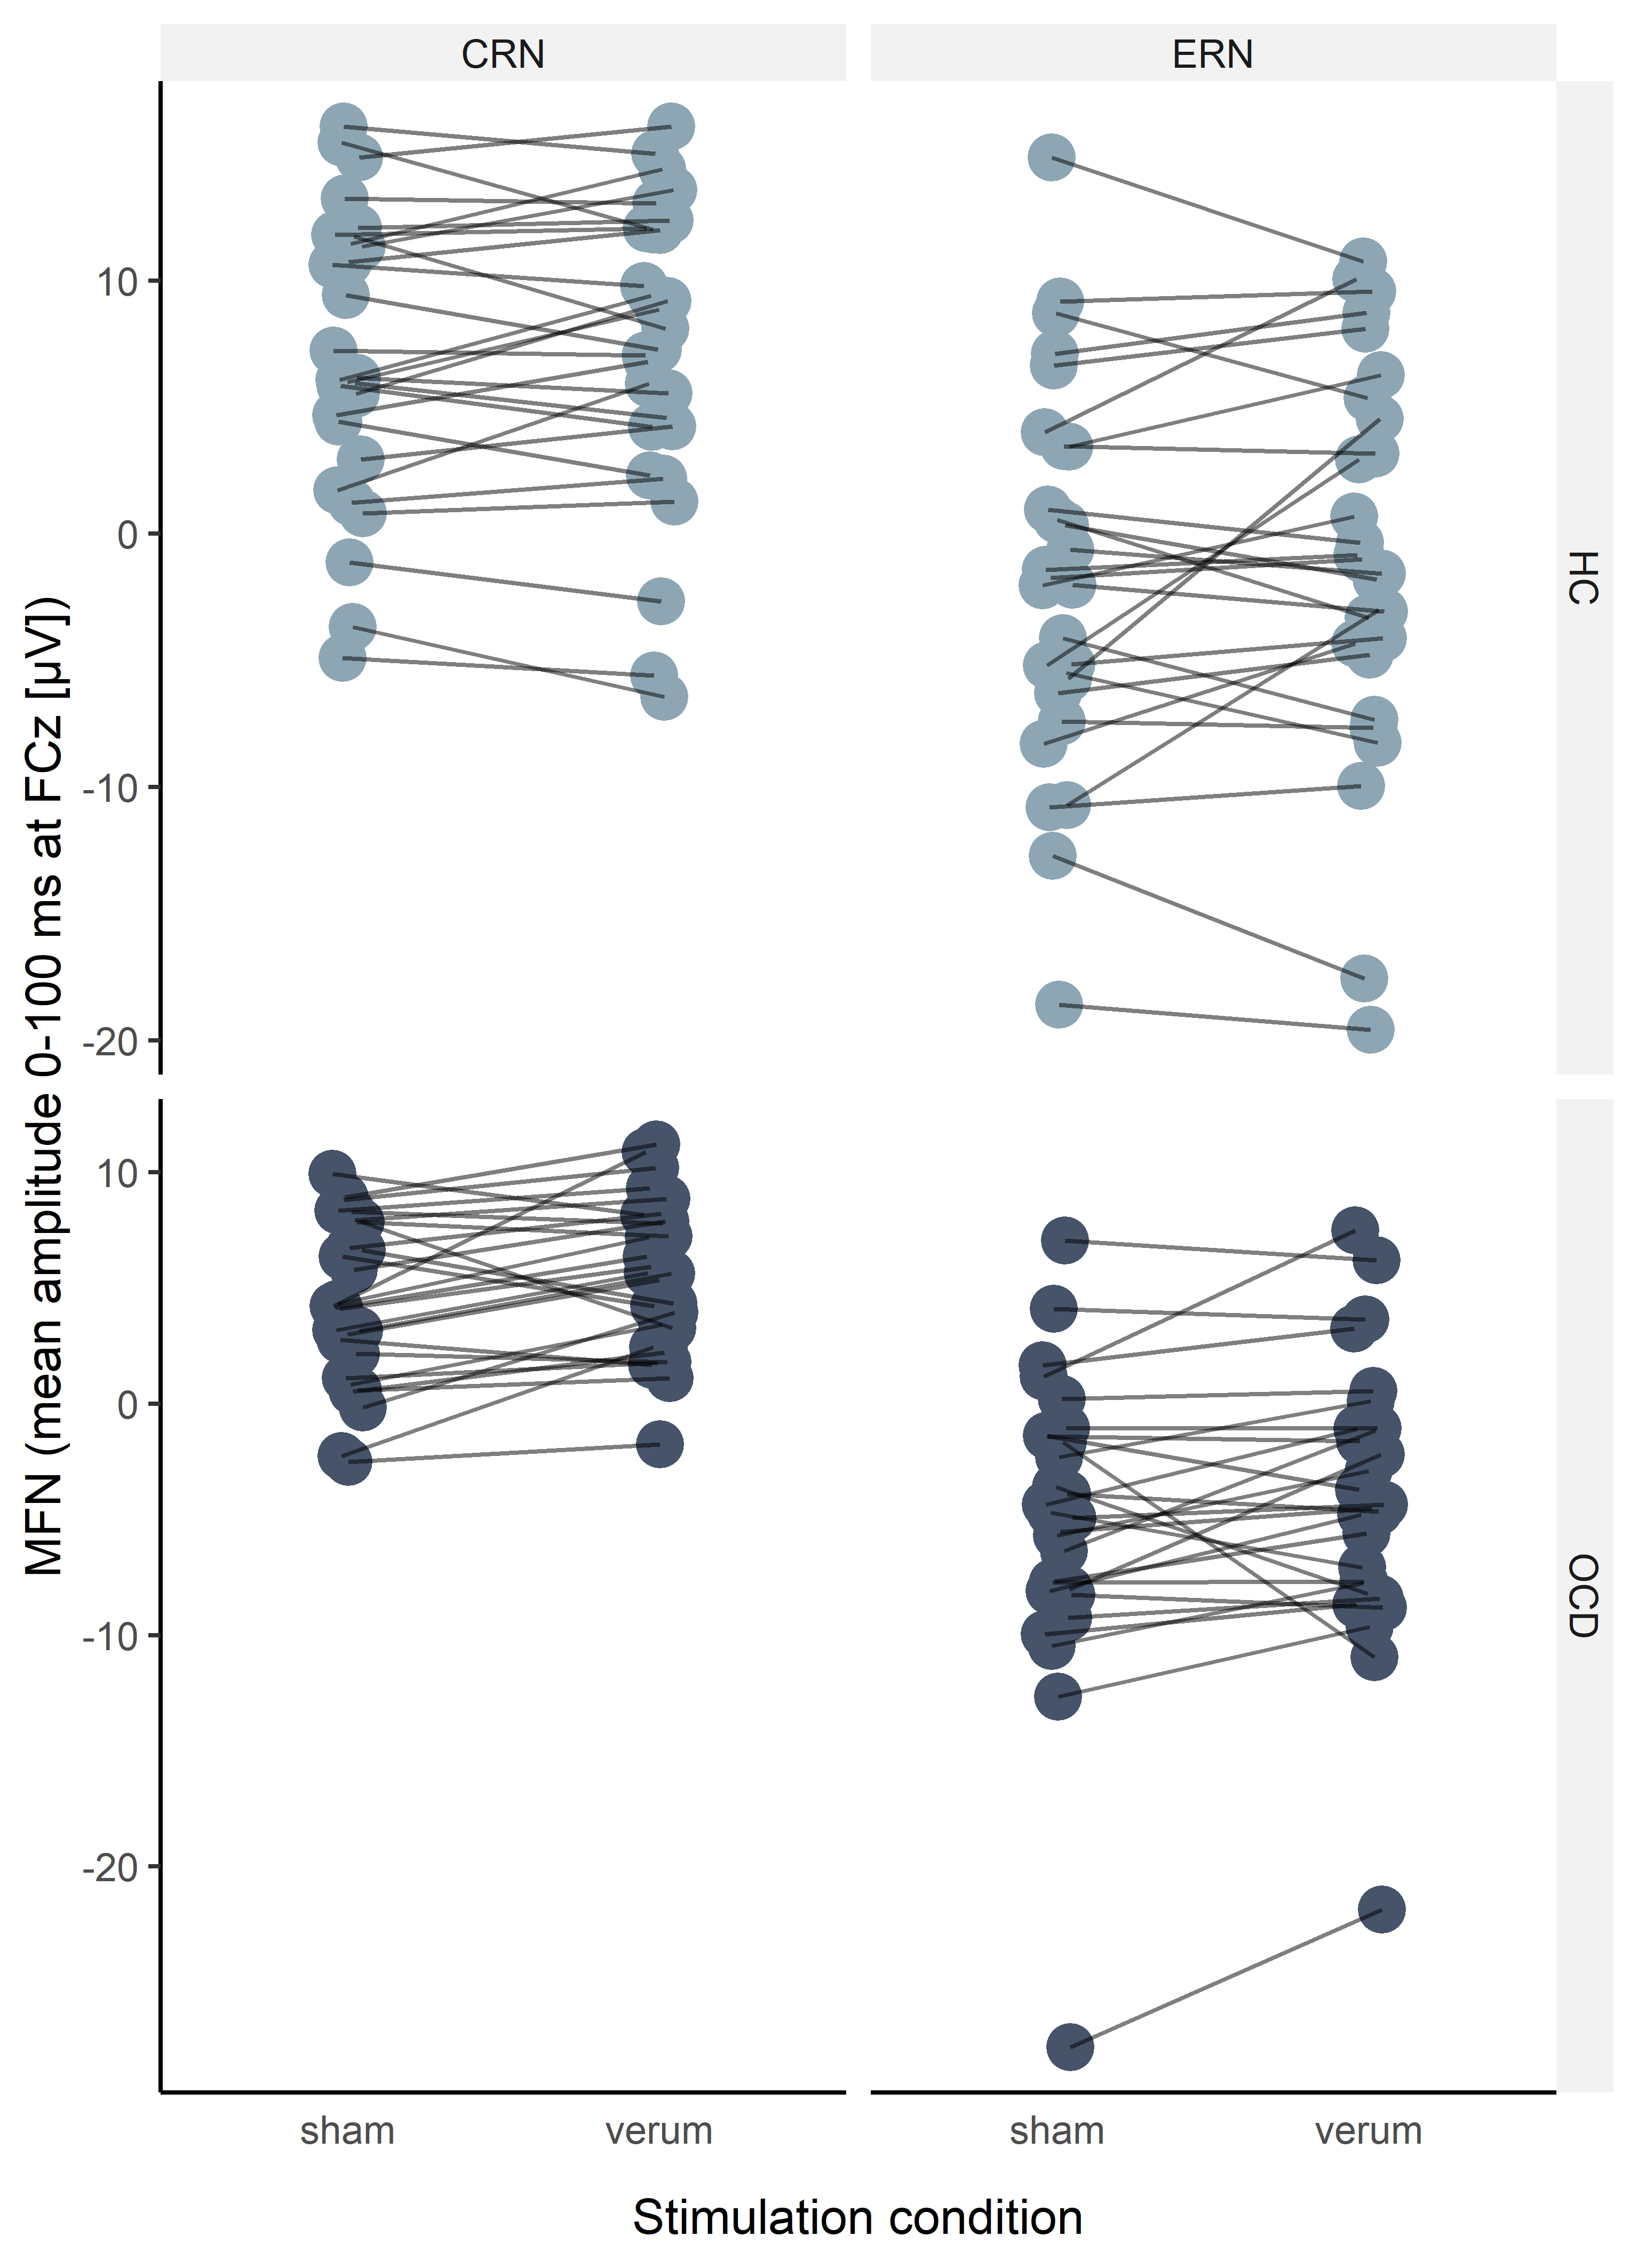 CRN
ERN
MFN (mean amplitude 0-100 ms at FCz [µV])
10
0
-10
-20
HC
10
0
-10
-20
OCD
sham
verum
sham
verum
Stimulation condition